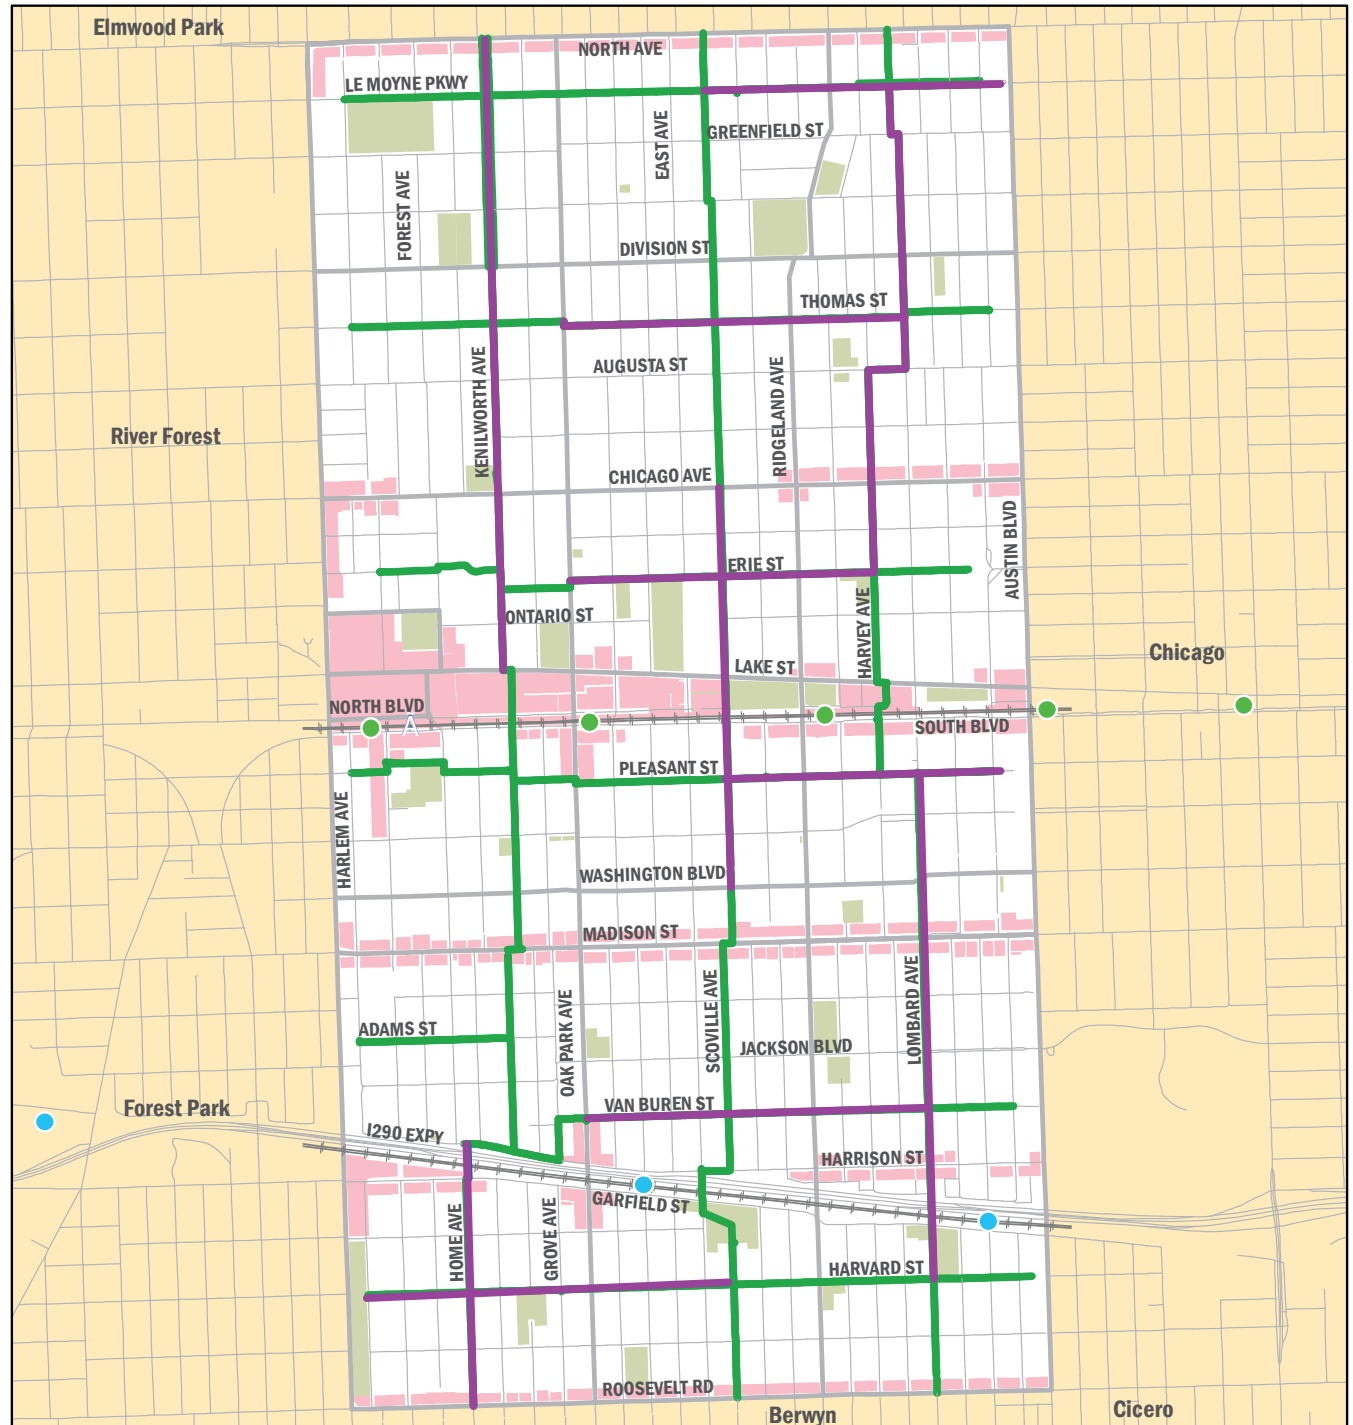 Elmwood Park
NORTH AVE
LE MOYNE PKWY
EAST AVE
GREENFIELD ST
FOREST AVE
DIVISION ST
THOMAS ST
KENILWORTH AVE
AUGUSTA ST
RIDGELAND AVE
River Forest
CHICAGO AVE
AUSTIN BLVD
ERIE ST
HARVEY AVE
ONTARIO ST
Chicago
LAKE ST
NORTH BLVD
A
SOUTH BLVD
PLEASANT ST
HARLEM AVE
WASHINGTON BLVD
MADISON ST
LOMBARD AVE
SCOVILLE AVE
OAK PARK AVE
ADAMS ST
JACKSON BLVD
Forest Park
VAN BUREN ST
I290 EXPY
HARRISON ST
GARFIELD ST
HOME AVE
GROVE AVE
HARVARD ST
ROOSEVELT RD
Berwyn
Cicero